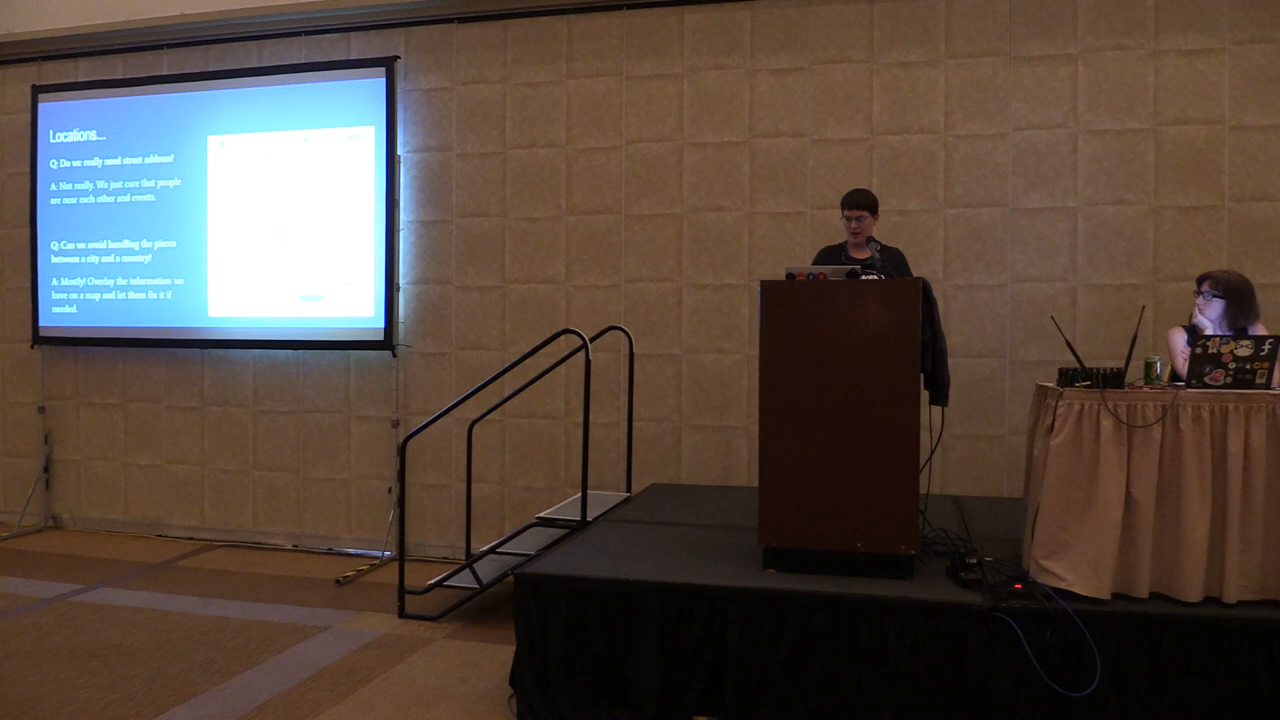 Locations...
Q: Do we really need street address?
A: Not really. We just care that people
are near each other and events.
Q: Can we avoid handling the pieces
between a city and a country?
A: Mostly! Overlay the information we
have on a map and let them fix it if
needed.